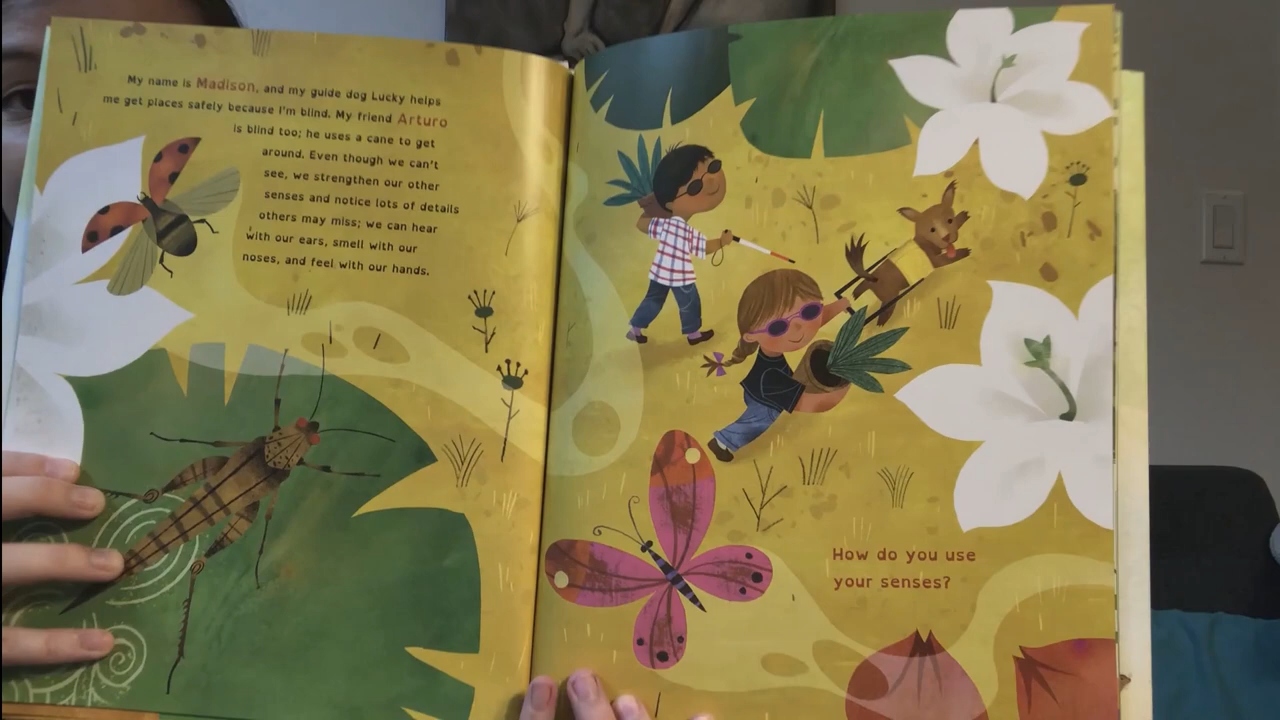 My name is Madison, and my guide dog Lucky helps
me get places safely because I'm blind. My friend Arturo
is blind too; he uses a cane to get
around. Even though we can't
see, we strengthen our other
senses and notice lots of details
others may miss; we can hear
with our ears, smell with our
noses, and feel with our hands.
How do you use
your senses?